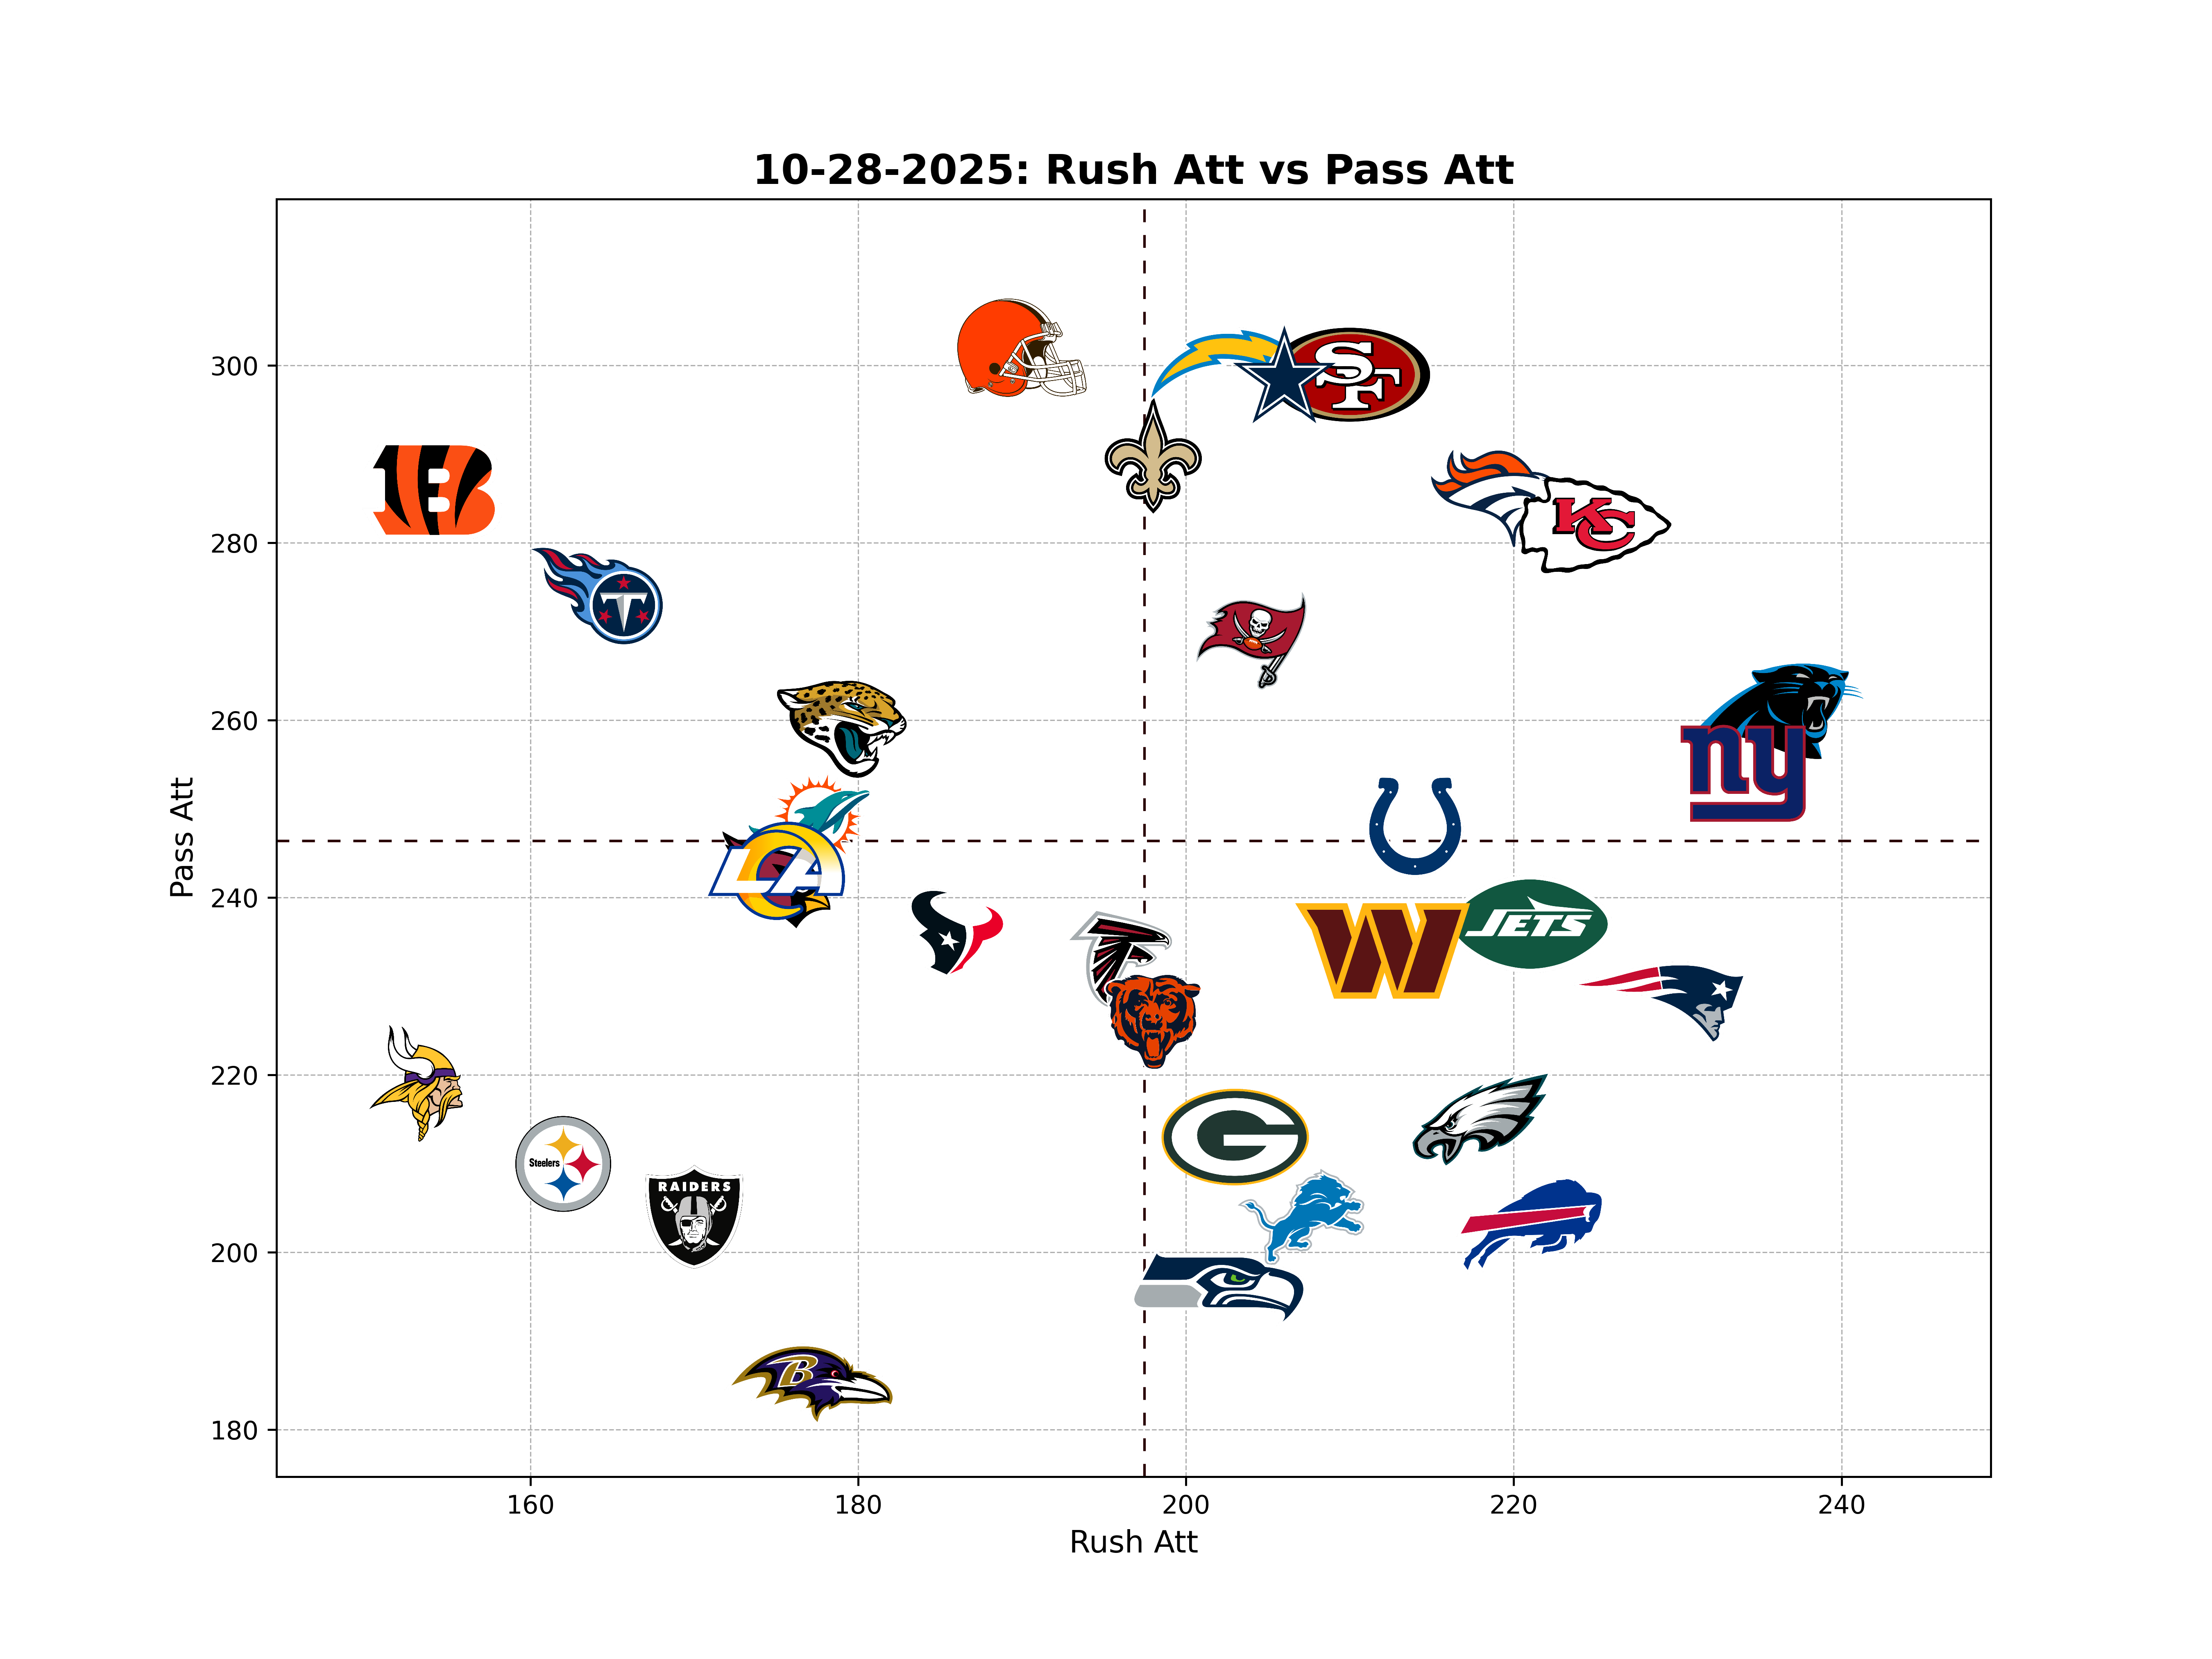 10-28-2025: Rush Att vs Pass Att
300
280
260
240
220
200
180
Pass Att
160
180
200
220
240
Rush Att
B
SF
KC
T
ny
LA
W
JETS
G
Steelers
RAIDERS
B